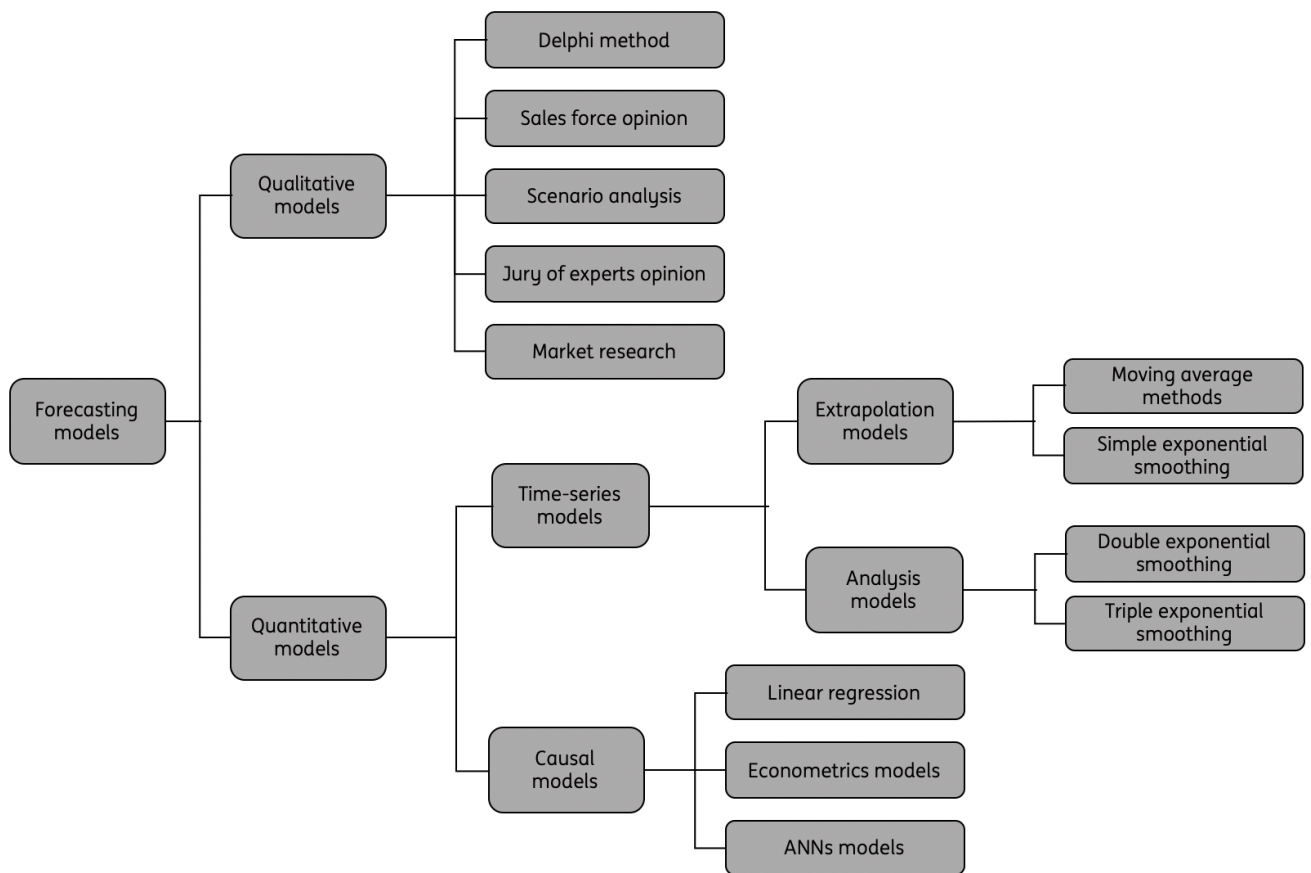 Delphi method
Sales force opinion
Qualitative
models
Scenario analysis
Jury of experts opinion
Market research
Forecasting
models
Extrapolation
models
Moving average
methods
Simple exponential
smoothing
Time-series
models
Double exponential
smoothing
Analysis
models
Triple exponential
smoothing
Quantitative
models
Linear regression
Causal
models
Econometrics models
ANNs models